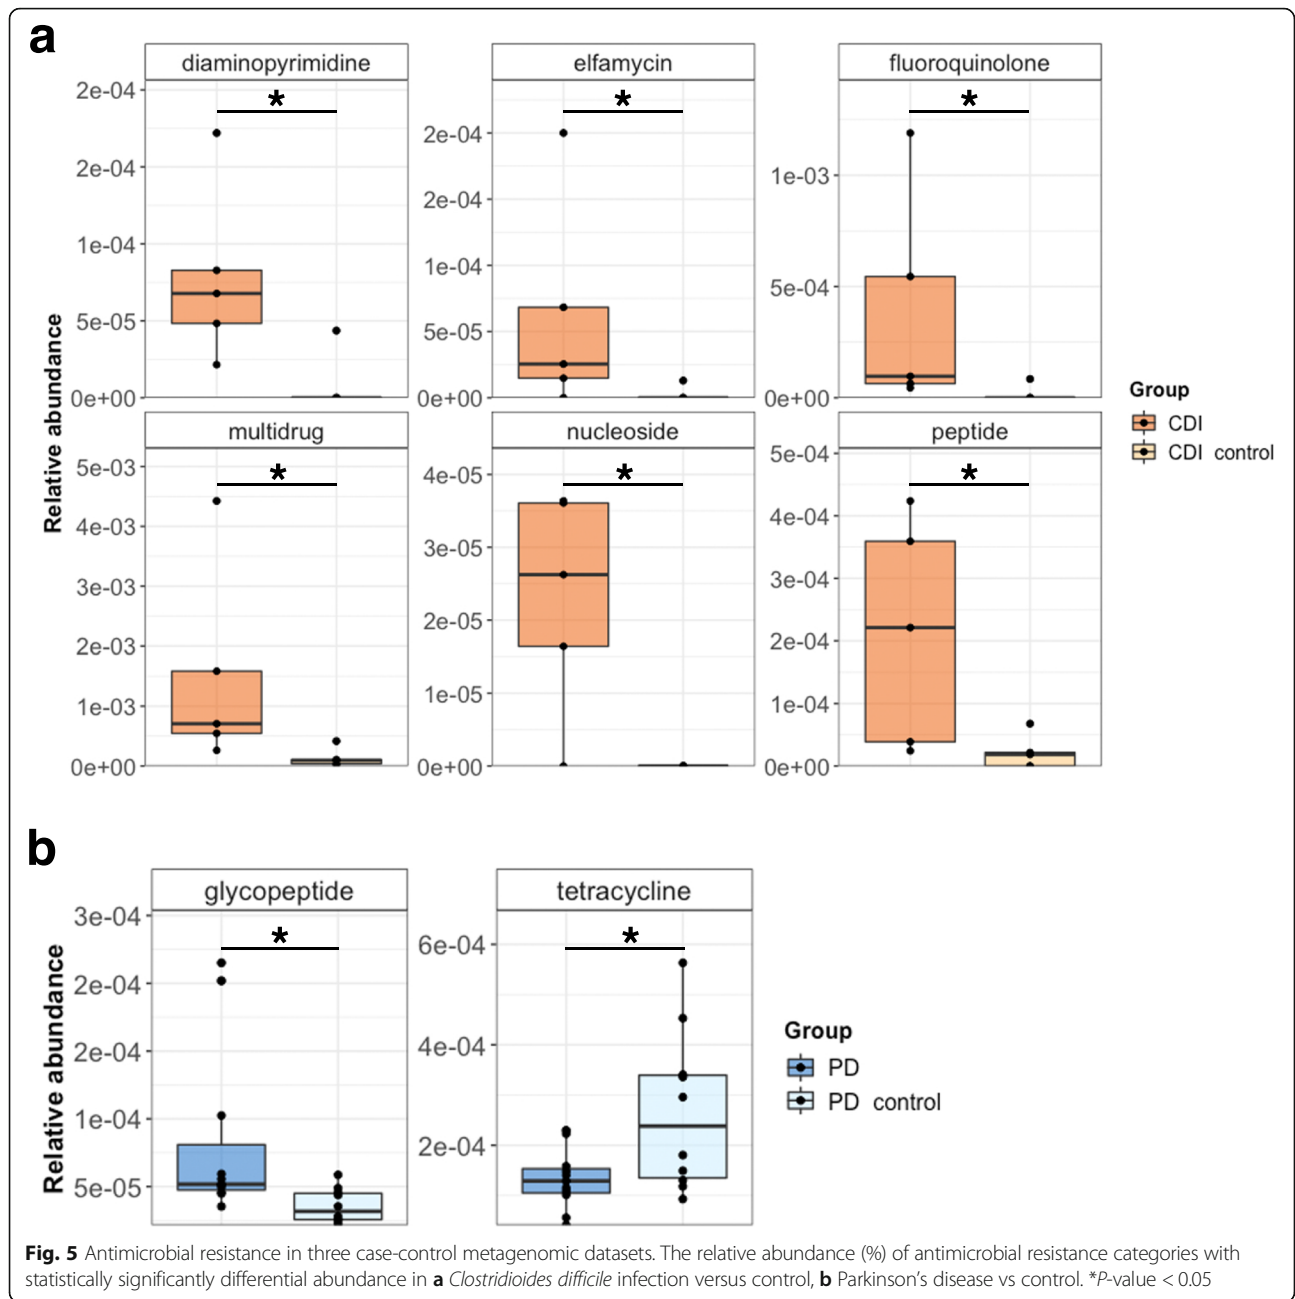 a
diaminopyrimidine
elfamycin
fluoroquinolone
2e-04
2e-04
1e-04
5e-05
0e+00
*
2e-04
2e-04
1e-04
5e-05
0e+00
*
1e-03
5e-04
0e+00
*
Relative abundance
multidrug
nucleoside
peptide
5e-03
4e-03
3e-03
2e-03
1e-03
0e+00
*
4e-05
3e-05
2e-05
1e-05
0e+00
*
5e-04
4e-04
3e-04
2e-04
1e-04
0e+00
*
Group
CDI
CDI control
b
glycopeptide
tetracycline
Relative abundance
3e-04
2e-04
2e-04
1e-04
5e-05
*
6e-04
4e-04
2e-04
*
Group
PD
PD control
Fig. 5 Antimicrobial resistance in three case-control metagenomic datasets. The relative abundance (%) of antimicrobial resistance categories with
statistically significantly differential abundance in a Clostridioides difficile infection versus control, b Parkinson's disease vs control. *P-value < 0.05